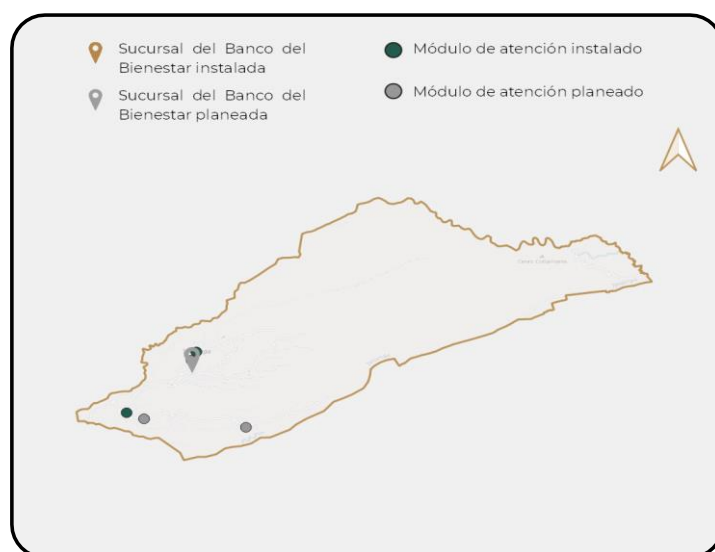 Sucursal del Banco del
Bienestar instalada
Sucursal del Banco del
Bienestar planeada
Módulo de atención instalado
Módulo de atención planeado